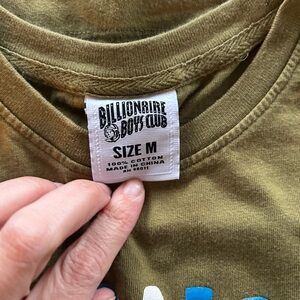 BILLIONAIRE
BOYS CLUB
SIZE M
100% COTTON
MADE IN CHINA